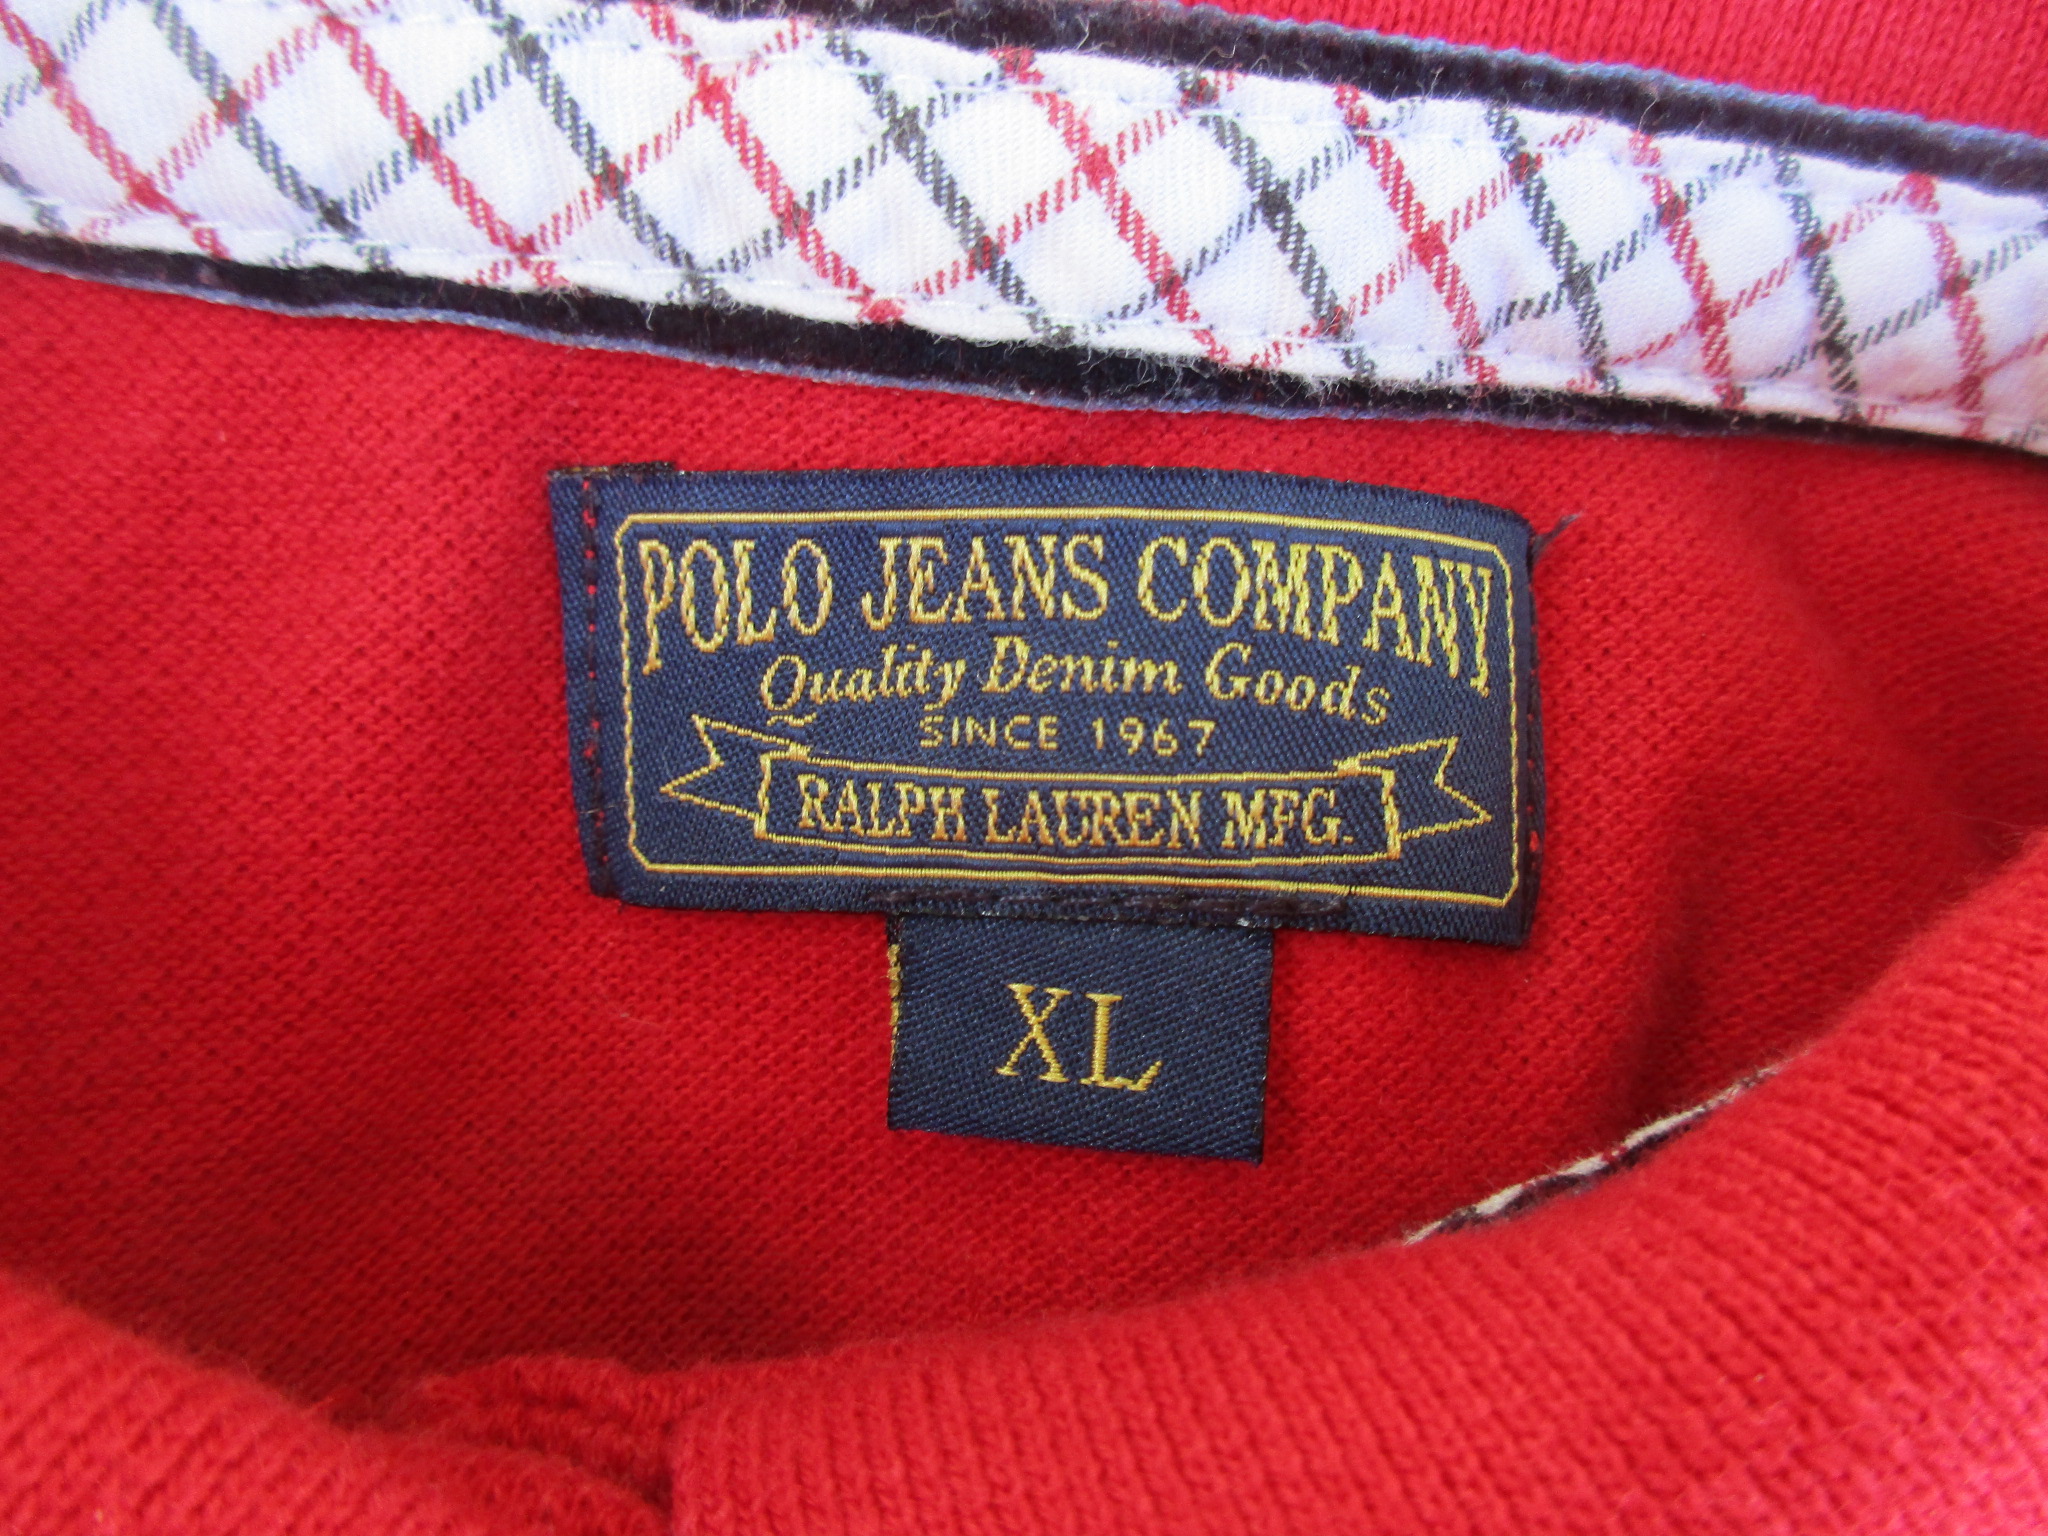 POLO JEANS COMPANY
Quality Denim Goods
SINCE 1967
RALPH LAUREN MFG.
XL